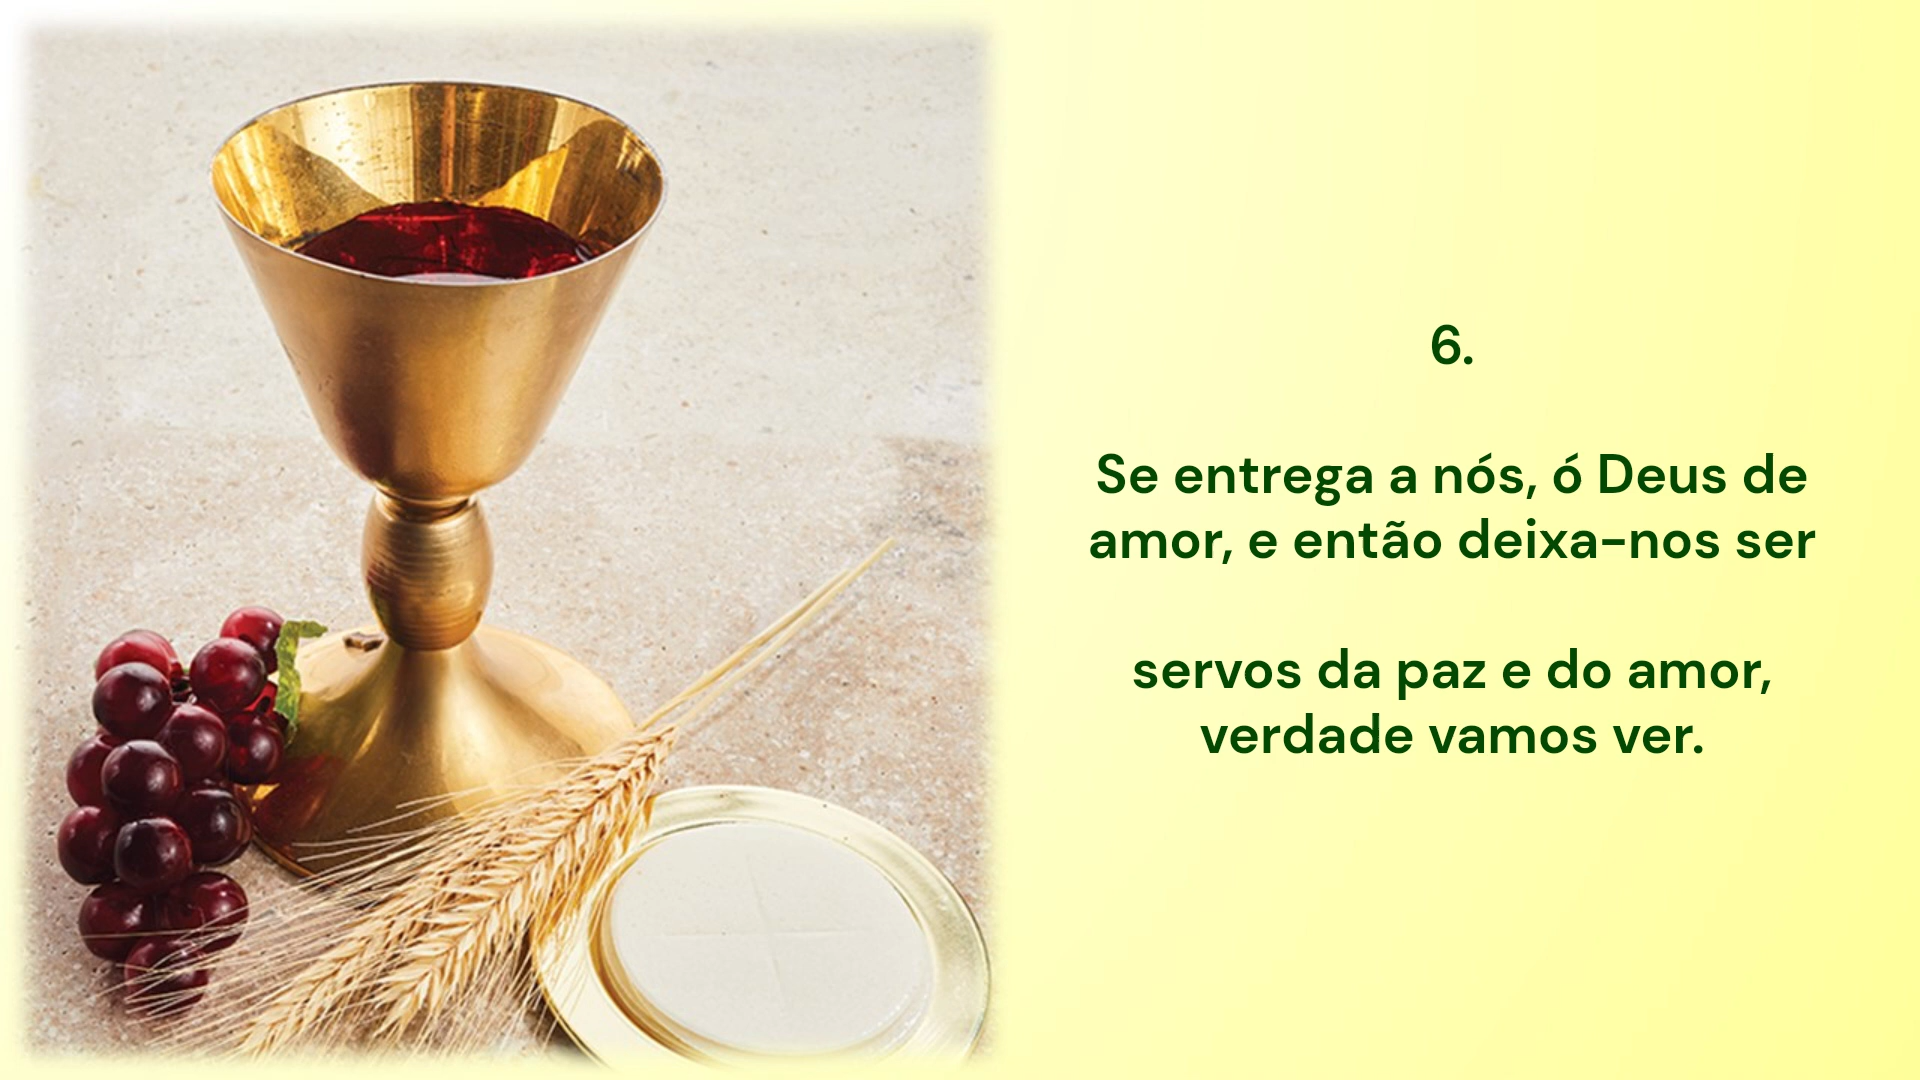 6.
Se entrega a nós, ó Deus de
amor, e então deixa-nos ser
servos da paz e do amor,
verdade vamos ver.